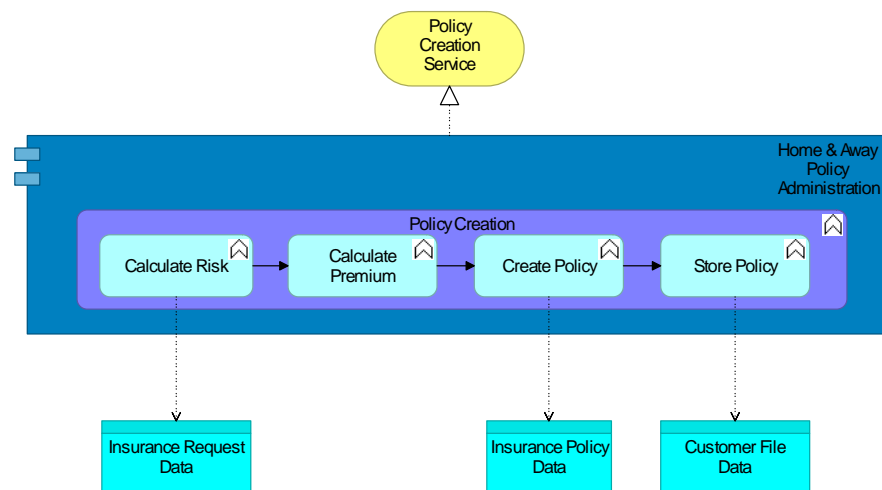 Policy
Creation
Service
Home & Away
Policy
Administration
Policy Creation
Calculate Risk
Calculate
Premium
Create Policy
Store Policy
Insurance Request
Data
Insurance Policy
Data
Customer File
Data